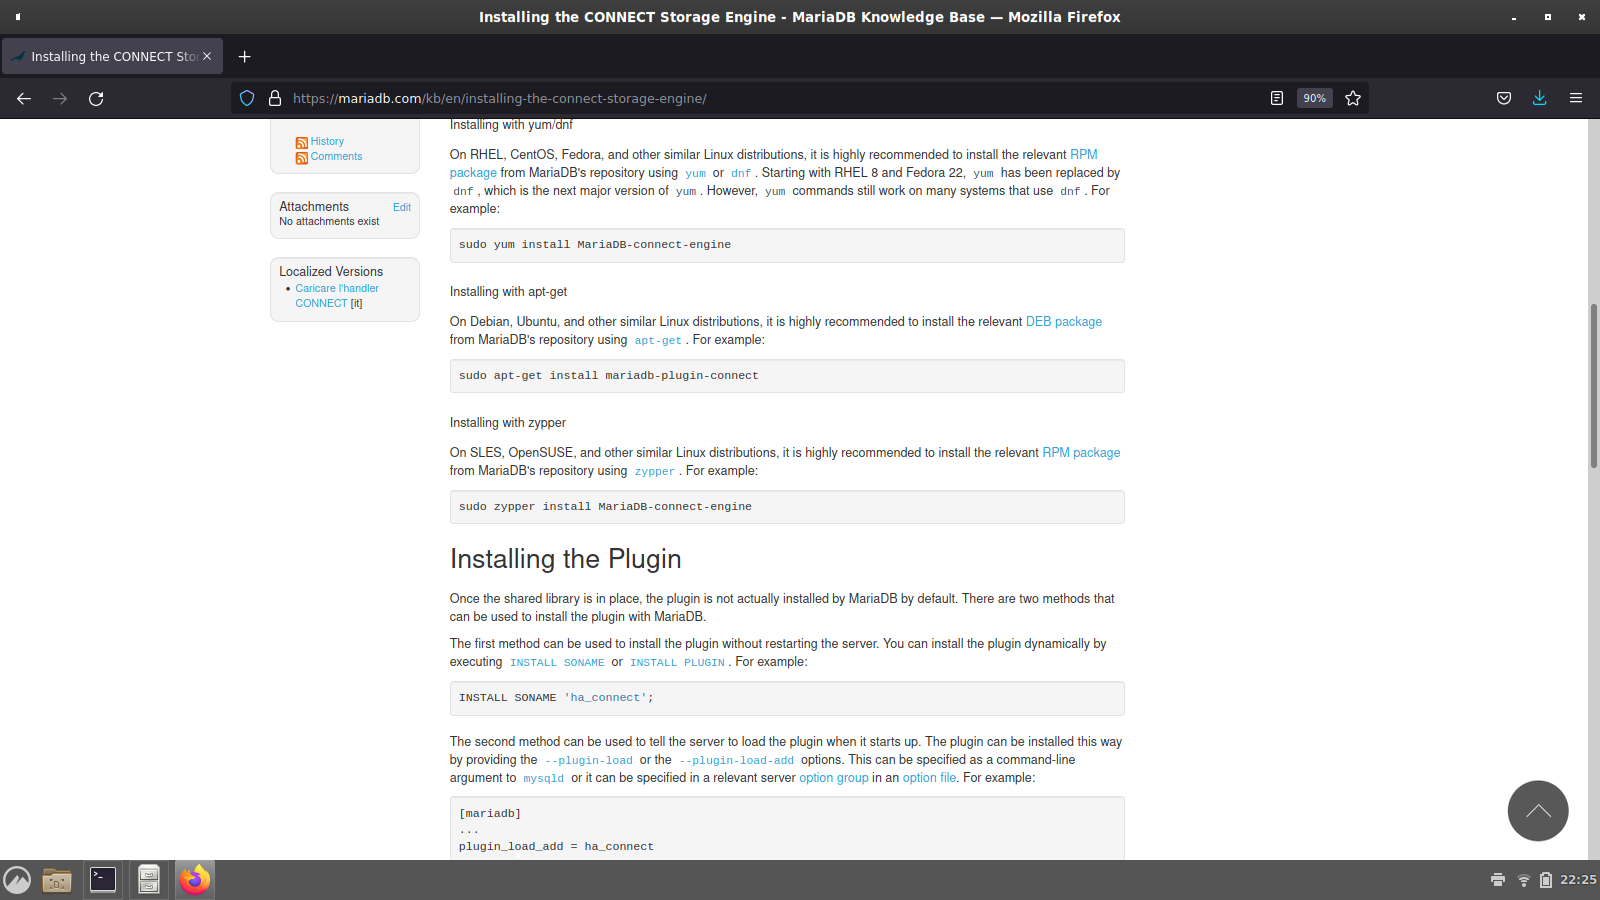 Installing the CONNECT Storage Engine - MariaDB Knowledge Base — Mozilla Firefox
Installing the CONNECT Stor
https://mariadb.com/kb/en/installing-the-connect-storage-engine/
90%
History
Comments
Attachments Edit
No attachments exist
Localized Versions
• Caricare l'handler
CONNECT [it]
Installing with yum/dnf
On RHEL, CentOS, Fedora, and other similar Linux distributions, it is highly recommended to install the relevant RPM
package from MariaDB's repository using yum or dnf . Starting with RHEL 8 and Fedora 22, yum has been replaced by
dnf , which is the next major version of yum . However, yum commands still work on many systems that use dnf . For
example:
sudo yum install MariaDB-connect-engine
Installing with apt-get
On Debian, Ubuntu, and other similar Linux distributions, it is highly recommended to install the relevant DEB package
from MariaDB's repository using apt-get . For example:
sudo apt-get install mariadb-plugin-connect
Installing with zypper
On SLES, OpenSUSE, and other similar Linux distributions, it is highly recommended to install the relevant RPM package
from MariaDB's repository using zypper . For example:
sudo zypper install MariaDB-connect-engine
Installing the Plugin
Once the shared library is in place, the plugin is not actually installed by MariaDB by default. There are two methods that
can be used to install the plugin with MariaDB.
The first method can be used to install the plugin without restarting the server. You can install the plugin dynamically by
executing INSTALL SONAME or INSTALL PLUGIN . For example:
INSTALL SONAME 'ha_connect';
The second method can be used to tell the server to load the plugin when it starts up. The plugin can be installed this way
by providing the --plugin-load or the --plugin-load-add options. This can be specified as a command-line
argument to mysqld or it can be specified in a relevant server option group in an option file. For example:
[mariadb]
...
plugin_load_add = ha_connect
22:25